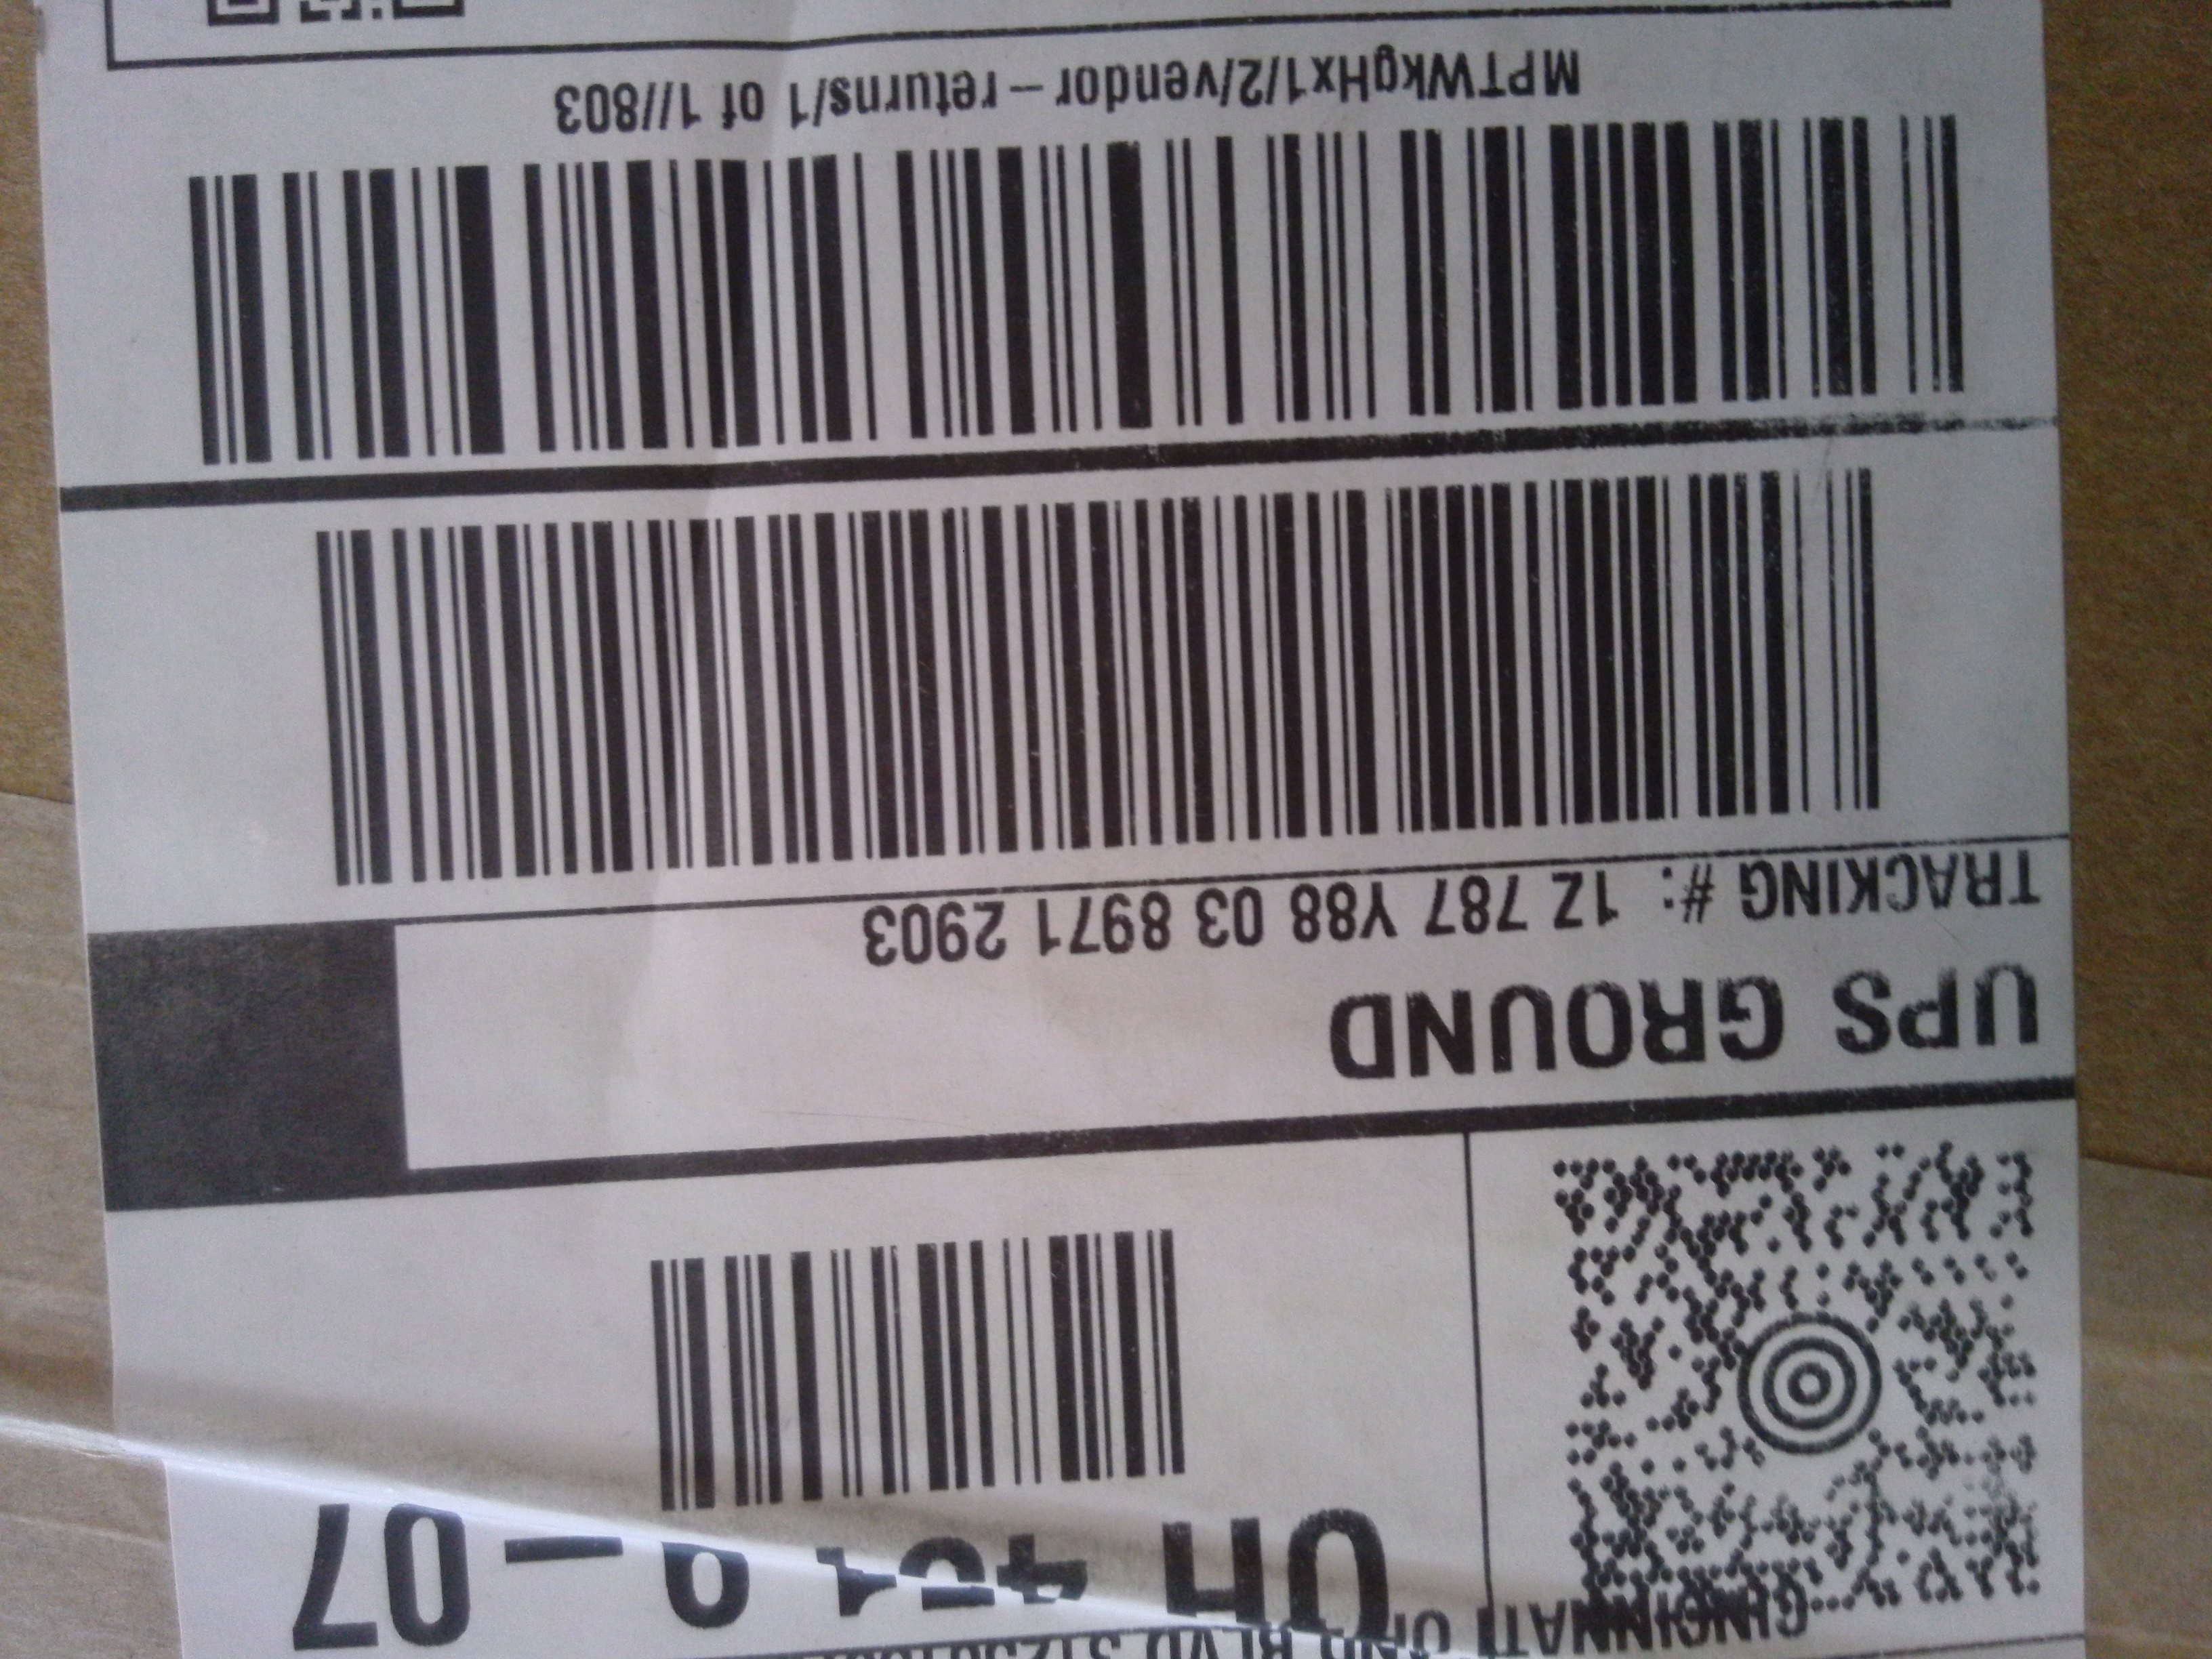 CINCINNATI
OH 454 9-07
UPS GROUND
TRACKING #: 1Z 787 Y88 03 8971 2903
MPTWkgHx1/2/vendor-returns/1 of 1//803